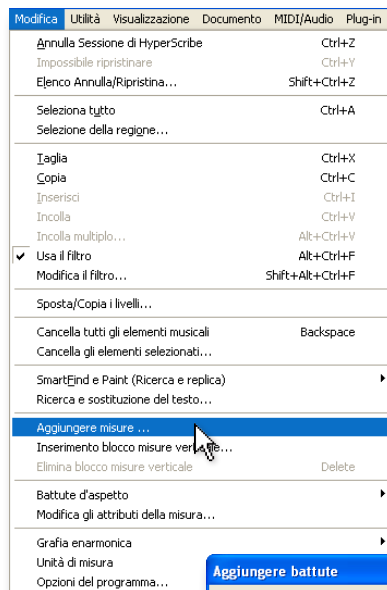 Modifica Utilità Visualizzazione Documento MIDI/Audio Plug-in
Annulla Sessione di HyperScribe Ctrl+Z
Impossibile ripristinare Ctrl+Y
Elenco Annulla/Ripristina... Shift+Ctrl+Z
Seleziona tutto Ctrl+A
Selezione della regione...
Taglia Ctrl+X
Copia Ctrl+C
Inserisci Ctrl+I
Incolla Ctrl+V
Incolla multiplo... Alt+Ctrl+V
Usa il filtro Alt+Ctrl+F
Modifica il filtro... Shift+Alt+Ctrl+F
Sposta/Copia i livelli...
Cancella tutti gli elementi musicali Backspace
Cancella gli elementi selezionati...
SmartFind e Paint (Ricerca e replica)
Ricerca e sostituzione del testo...
Aggiungere misure ...
Inserimento blocco misure
Elimina blocco misure verticale Delete
Battute d'aspetto
Modifica gli attributi della misura...
Grafia enarmonica
Unità di misura
Aggiungere battute
Opzioni del programma...